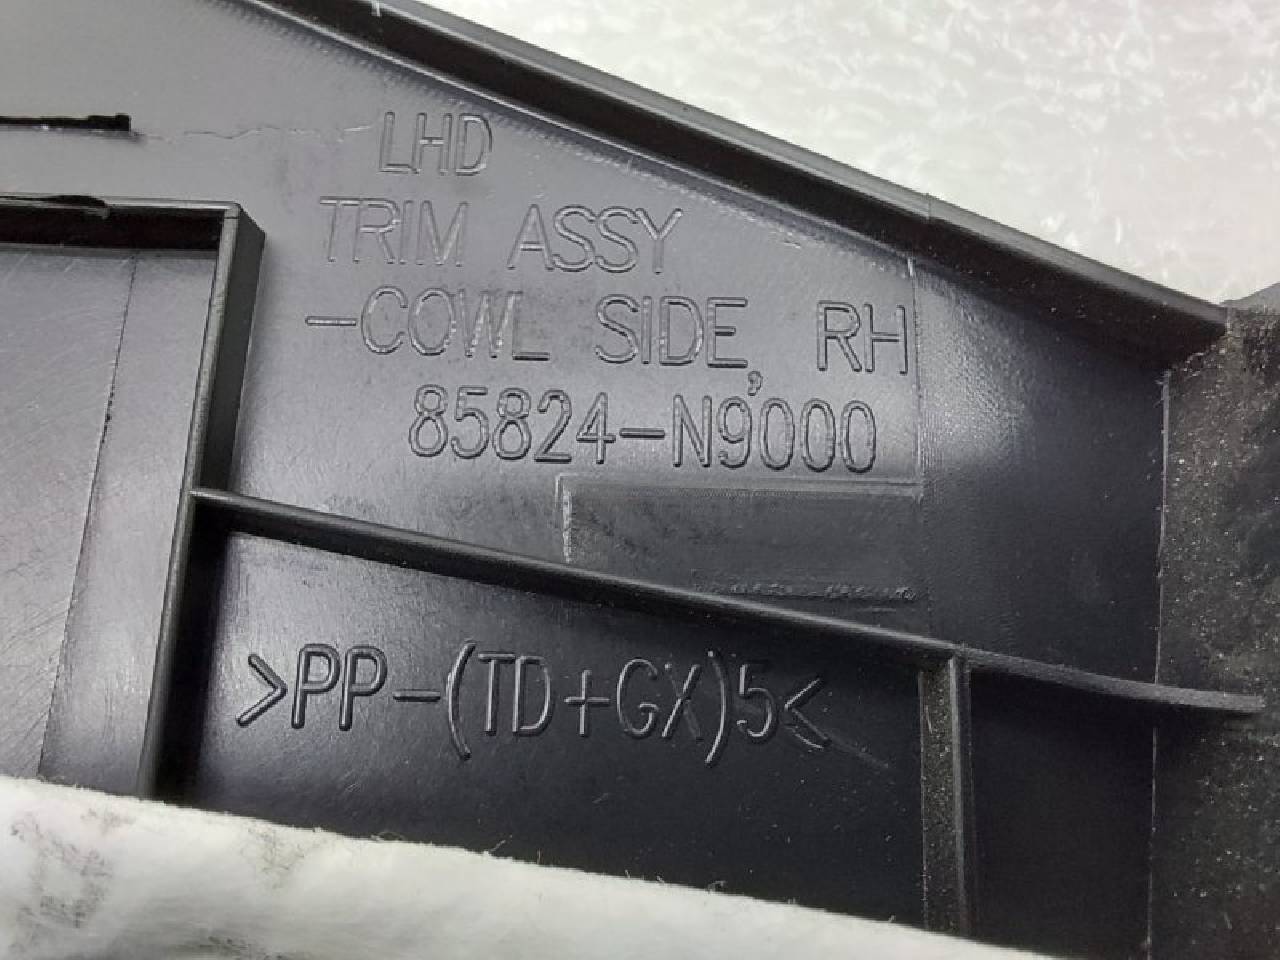 LHD
TRIM ASSY
-COWL SIDE, RH
85824-N9000
>PP-(TD+GX)5<